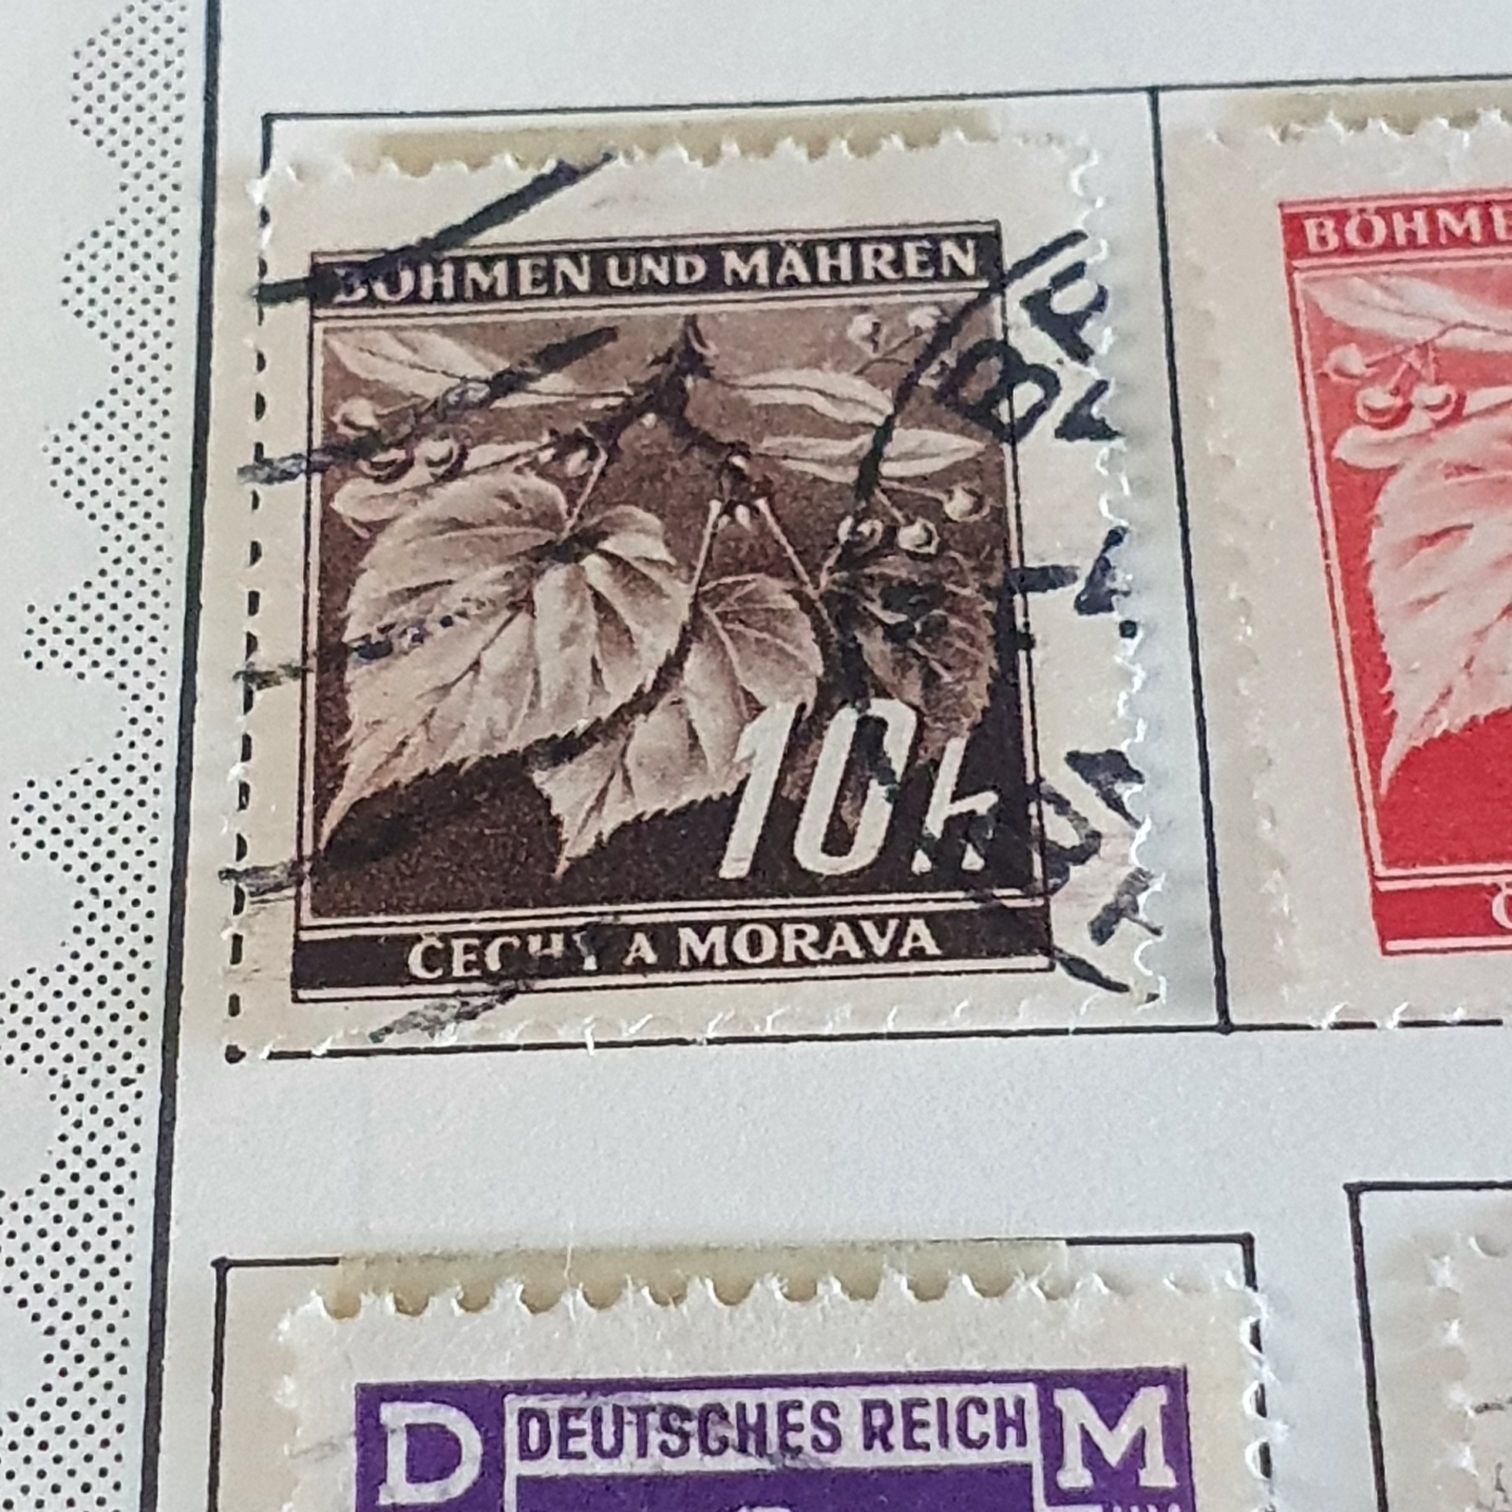 BÖHMEN UND MÄHREN
10h
ČECHY A MORAVA
BÖHME
Č
D DEUTSCHES REICH M